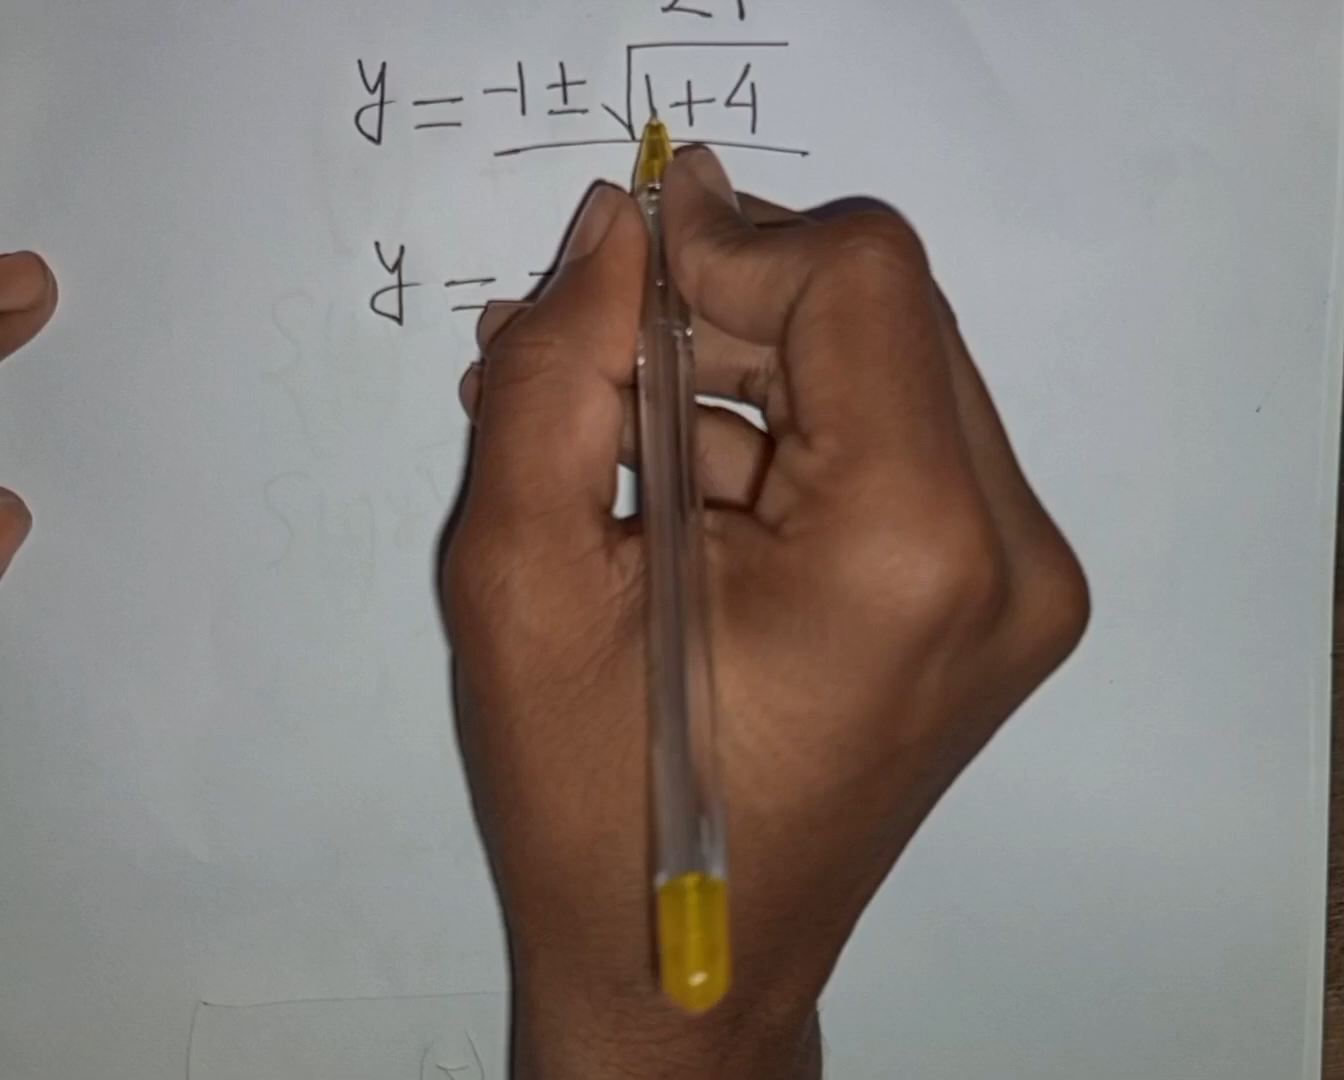 y = -1 ± √1+4
y = -